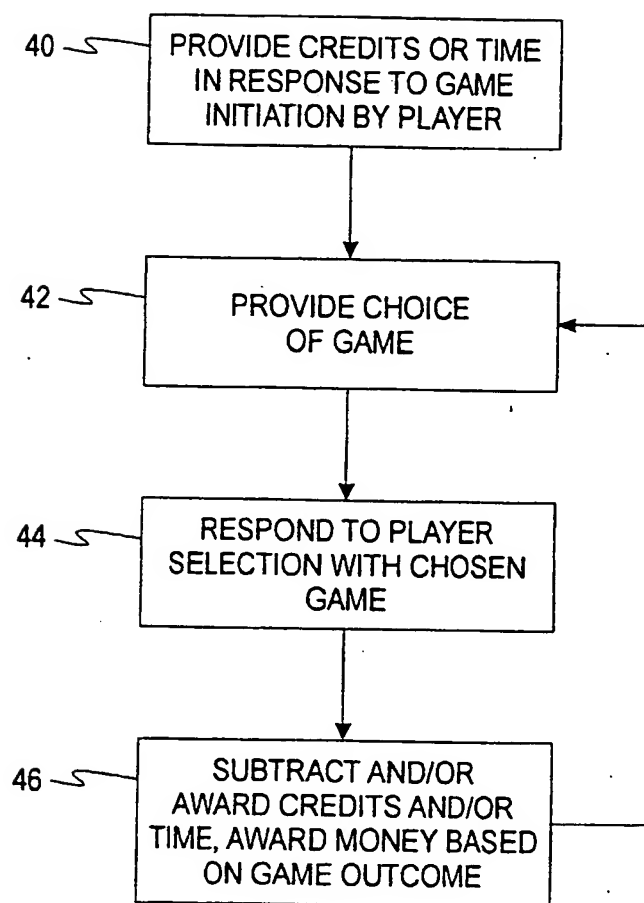 40
PROVIDE CREDITS OR TIME
IN RESPONSE TO GAME
INITIATION BY PLAYER
42
PROVIDE CHOICE
OF GAME
44
RESPOND TO PLAYER
SELECTION WITH CHOSEN
GAME
46
SUBTRACT AND/OR
AWARD CREDITS AND/OR
TIME, AWARD MONEY BASED
ON GAME OUTCOME